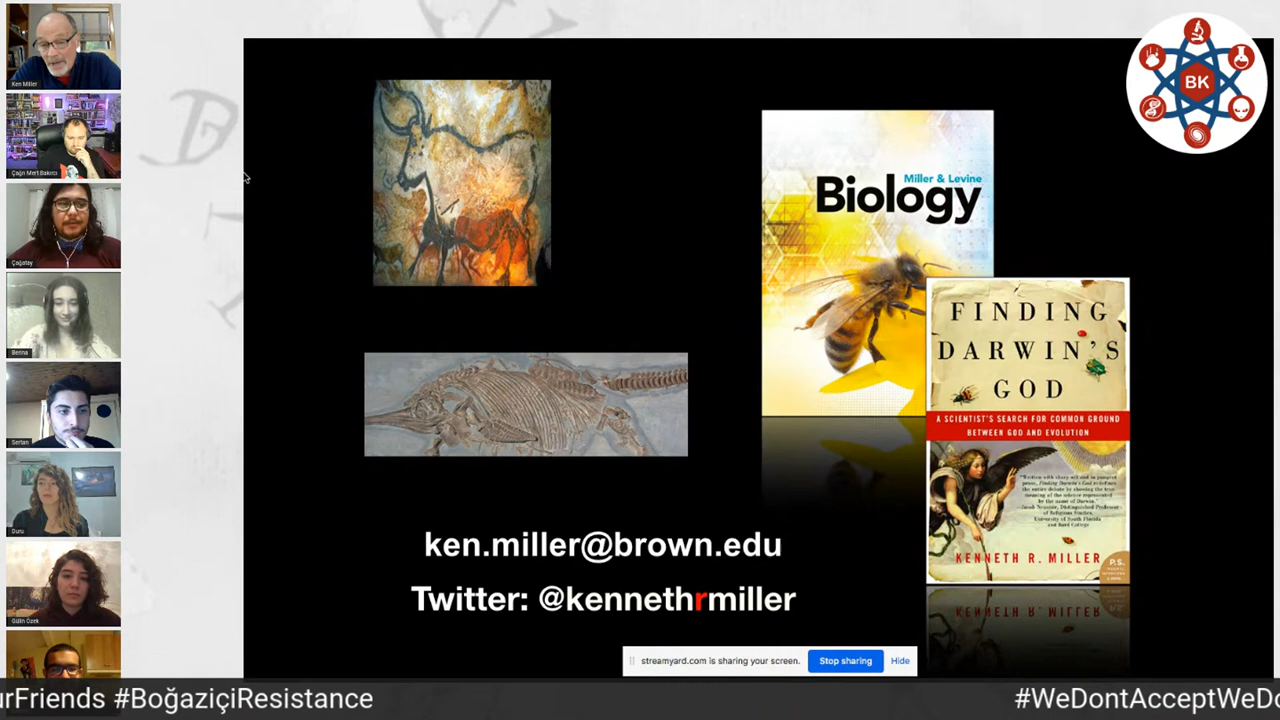 Ken Miller
Çağrı Mert Bakırcı
Çağatay
Berina
Sertan
Duru
Gülin Özek
BK
Miller & Levine
Biology
FINDING
DARWIN'S
GOD
A SCIENTIST'S SEARCH FOR COMMON GROUND
BETWEEN GOD AND EVOLUTION
KENNETH R. MILLER
P.S.
ken.miller@brown.edu
Twitter: @kennethrmiller
streamyard.com is sharing your screen.
Stop sharing
Hide
urFriends #BoğaziçiResistance
#WeDontAcceptWeDo